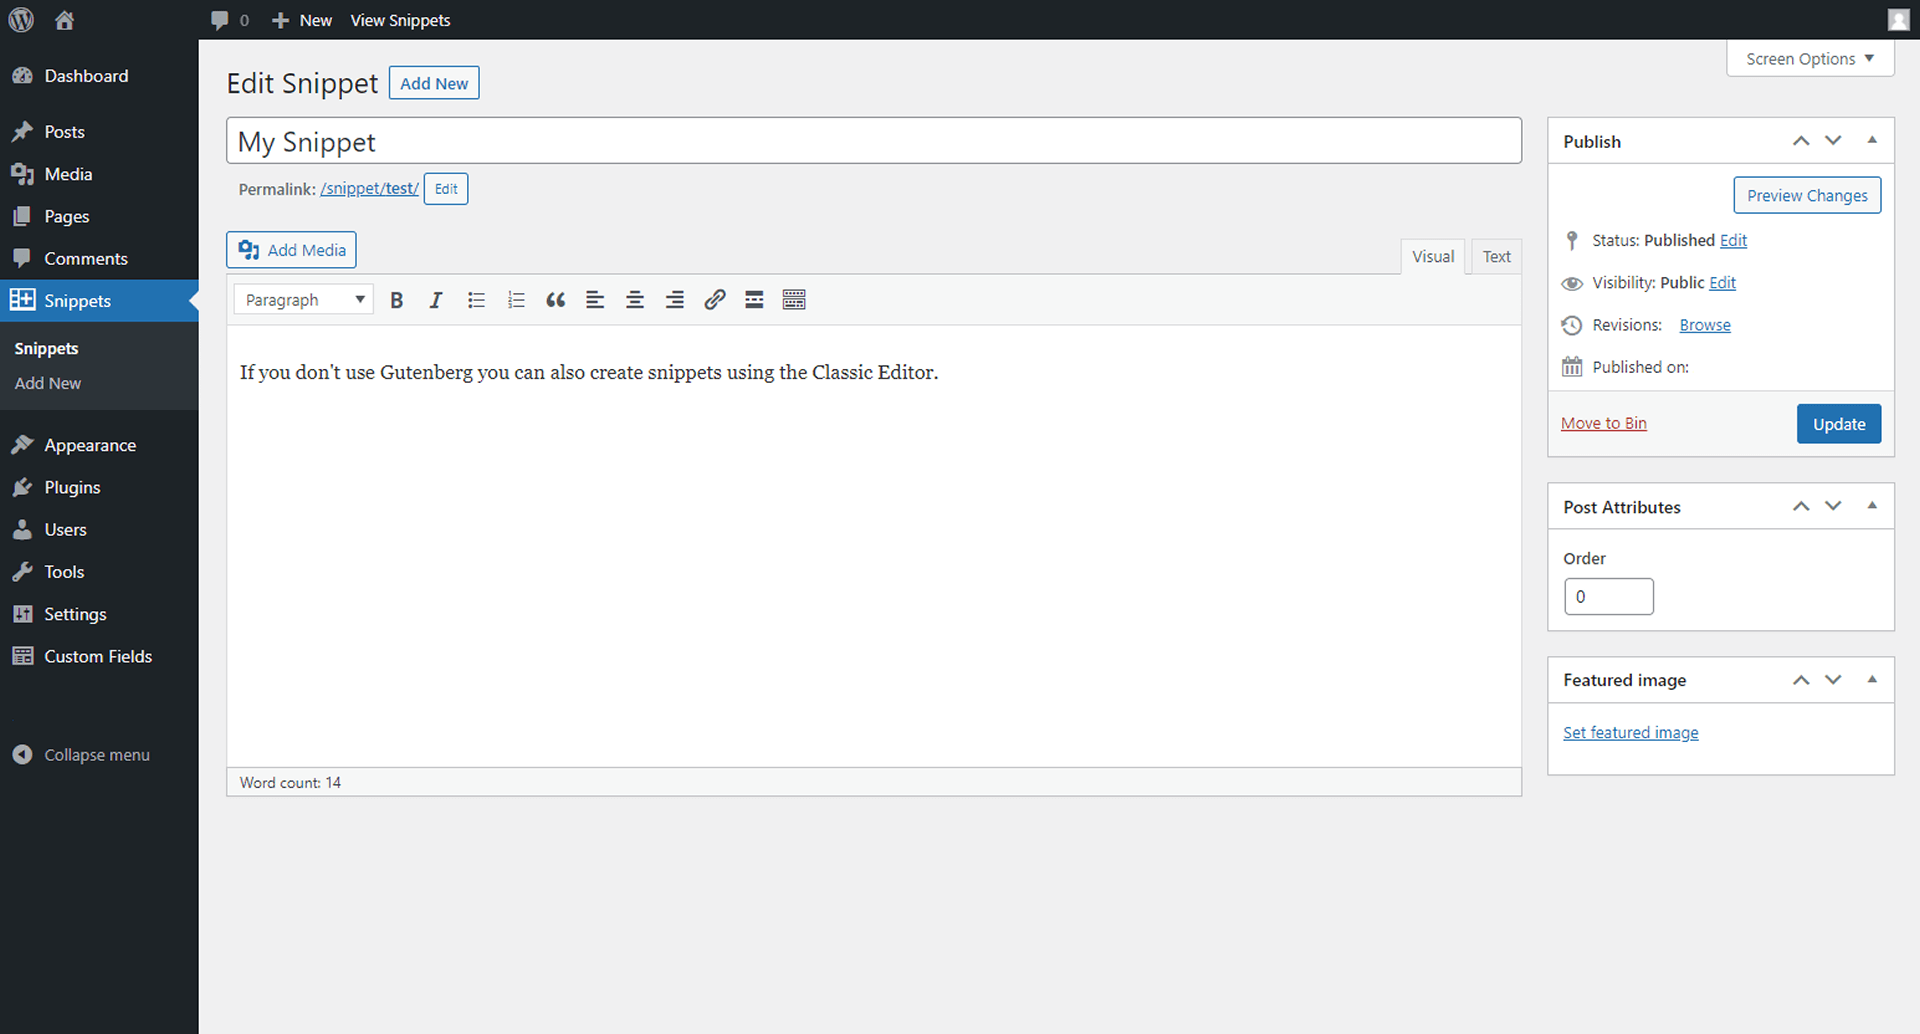 0 New View Snippets
Dashboard
Posts
Media
Pages
Comments
Snippets
Snippets
Add New
Appearance
Plugins
Users
Tools
Settings
Custom Fields
Collapse menu
Screen Options
Edit Snippet Add New
My Snippet
Permalink: /snippet/test/ Edit
Add Media
Visual Text
Paragraph B I
If you don't use Gutenberg you can also create snippets using the Classic Editor.
Word count: 14
Publish
Preview Changes
Status: Published Edit
Visibility: Public Edit
Revisions: Browse
Published on:
Move to Bin Update
Post Attributes
Order
0
Featured image
Set featured image